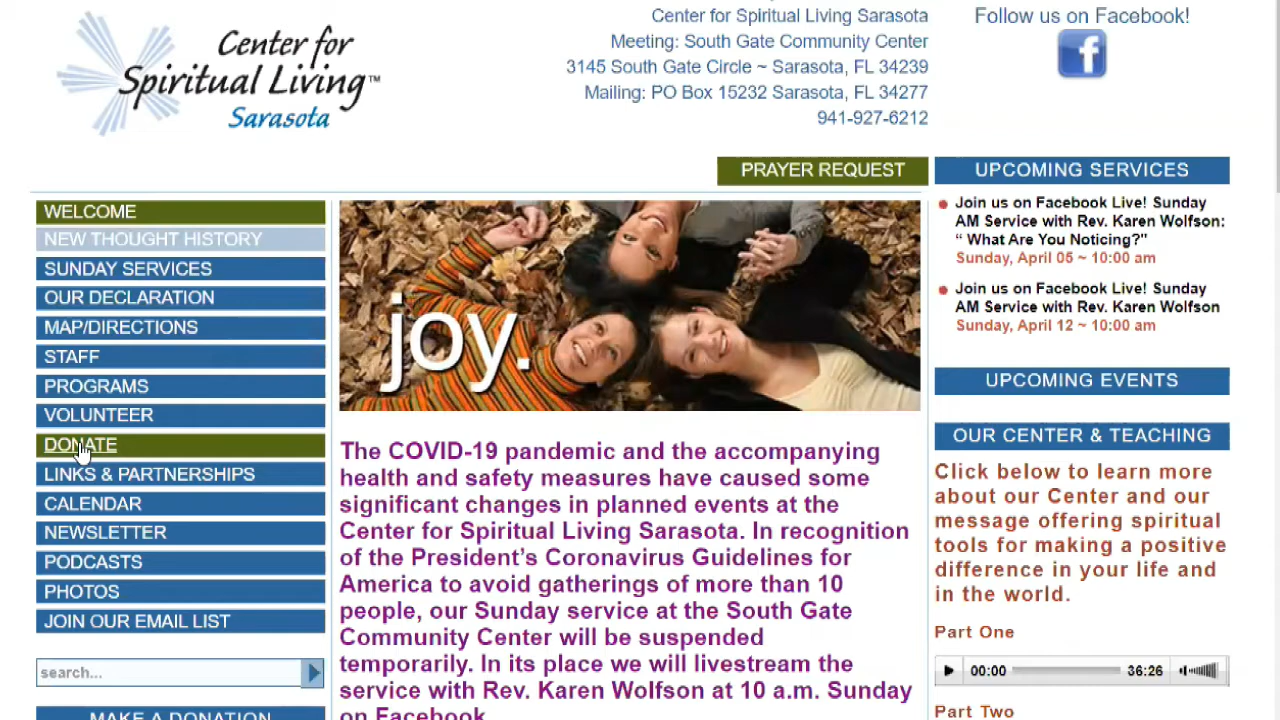 Center for
Spiritual Living™
Sarasota
Center for Spiritual Living Sarasota
Meeting: South Gate Community Center
3145 South Gate Circle ~ Sarasota, FL 34239
Mailing: PO Box 15232 Sarasota, FL 34277
941-927-6212
Follow us on Facebook!
f
PRAYER REQUEST
WELCOME
NEW THOUGHT HISTORY
SUNDAY SERVICES
OUR DECLARATION
MAP/DIRECTIONS
STAFF
PROGRAMS
VOLUNTEER
DONATE
LINKS & PARTNERSHIPS
CALENDAR
NEWSLETTER
PODCASTS
PHOTOS
JOIN OUR EMAIL LIST
search...
MAKE A DONATION
joy.
The COVID-19 pandemic and the accompanying
health and safety measures have caused some
significant changes in planned events at the
Center for Spiritual Living Sarasota. In recognition
of the President’s Coronavirus Guidelines for
America to avoid gatherings of more than 10
people, our Sunday service at the South Gate
Community Center will be suspended
temporarily. In its place we will livestream the
service with Rev. Karen Wolfson at 10 a.m. Sunday
on Facebook
UPCOMING SERVICES
Join us on Facebook Live! Sunday
AM Service with Rev. Karen Wolfson:
“ What Are You Noticing?"
Sunday, April 05 ~ 10:00 am
Join us on Facebook Live! Sunday
AM Service with Rev. Karen Wolfson
Sunday, April 12 ~ 10:00 am
UPCOMING EVENTS
OUR CENTER & TEACHING
Click below to learn more
about our Center and our
message offering spiritual
tools for making a positive
difference in your life and
in the world.
Part One
00:00 36:26
Part Two